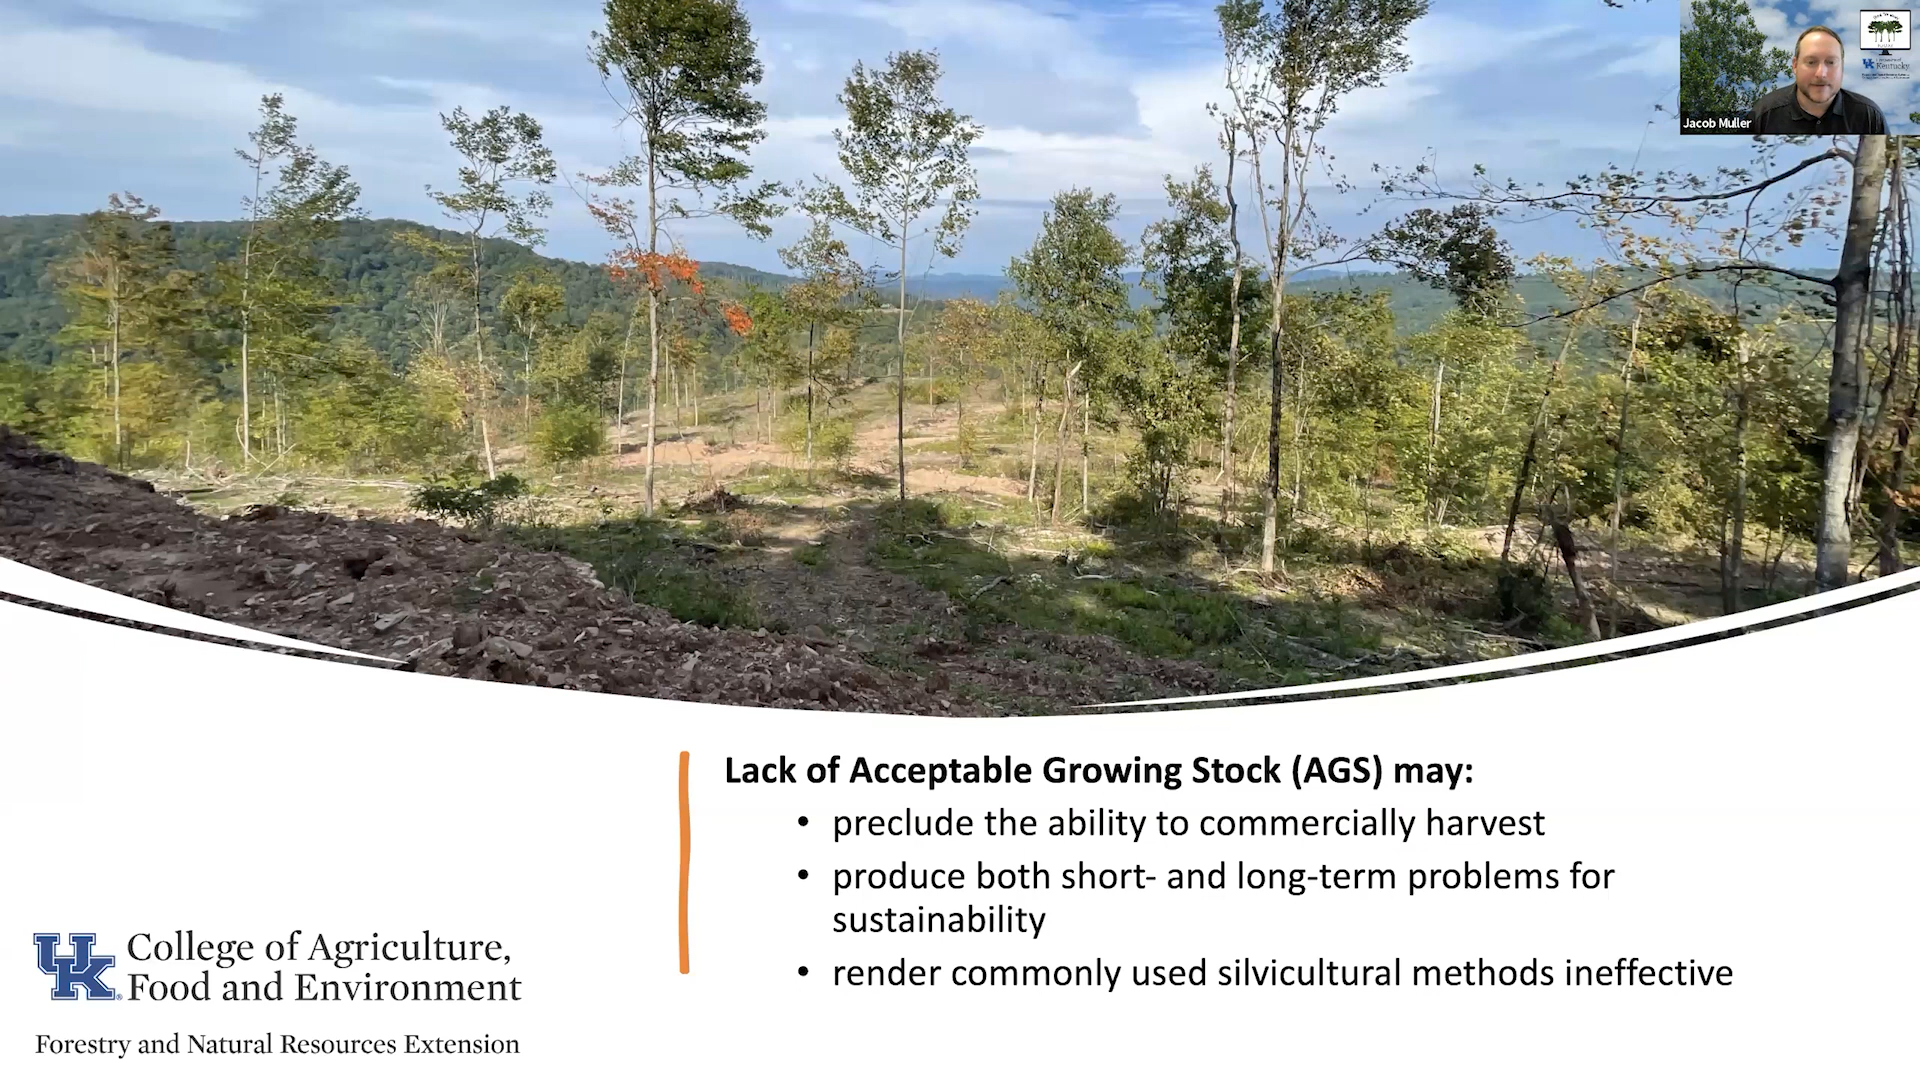 Jacob Muller
Kentucky
Lack of Acceptable Growing Stock (AGS) may:
• preclude the ability to commercially harvest
• produce both short- and long-term problems for
sustainability
• render commonly used silvicultural methods ineffective
UK College of Agriculture,
Food and Environment
Forestry and Natural Resources Extension